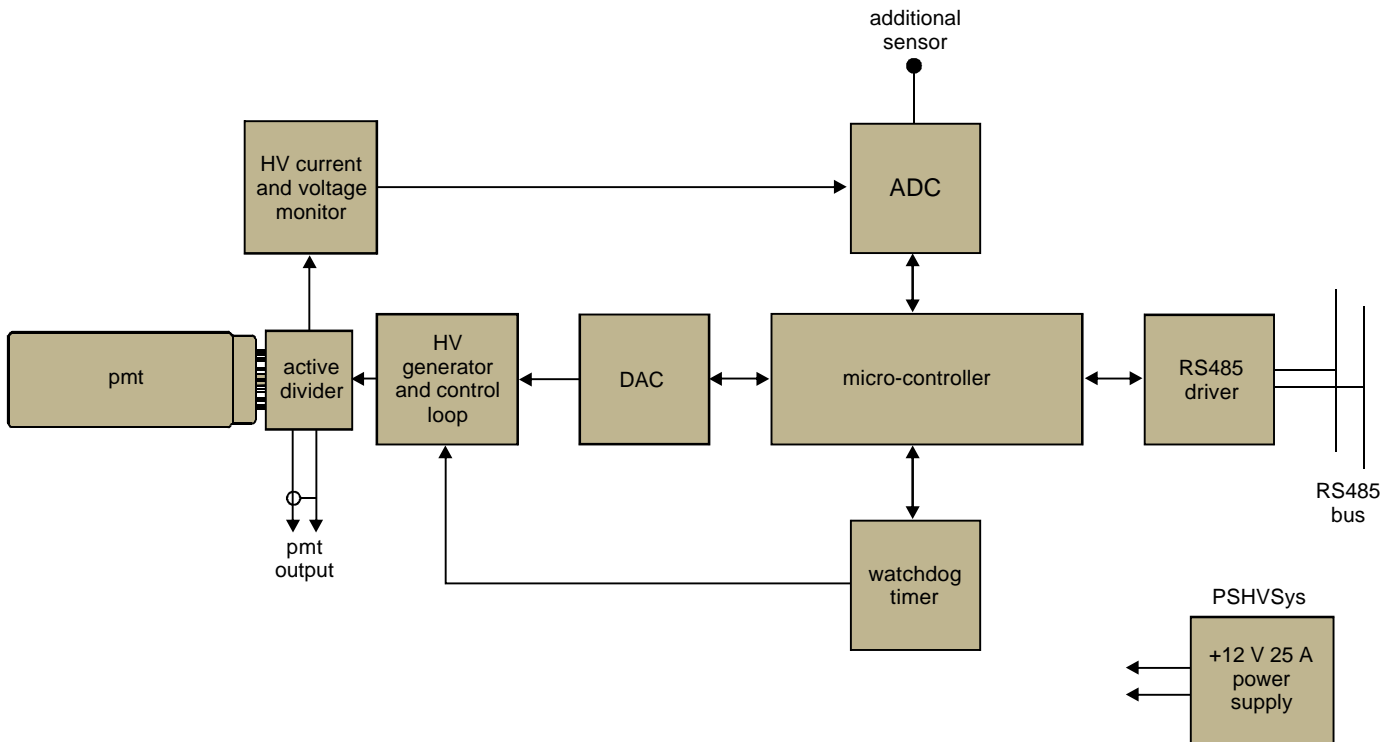 additional
sensor
HV current
and voltage
monitor
ADC
pmt
active
divider
HV
generator
and control
loop
DAC
micro-controller
RS485
driver
RS485
bus
pmt
output
watchdog
timer
PSHVSys
+12 V 25 A
power
supply